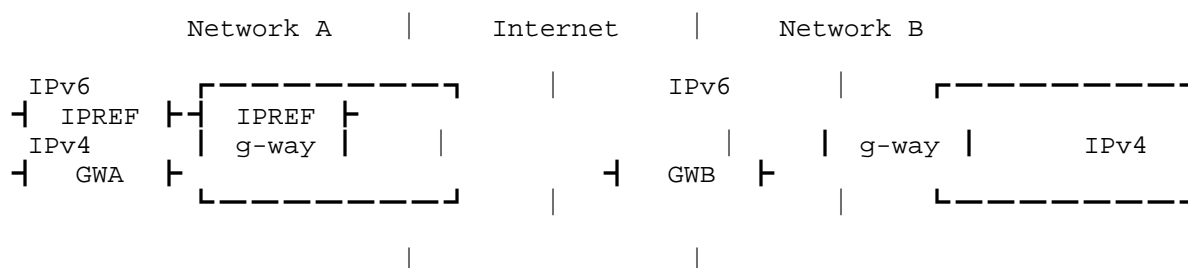 Network A | Internet | Network B
IPv6 | IPv6 |
IPREF IPREF
IPv4 | g-way | | | | g-way | IPv4
GWA GWB
| |
| |